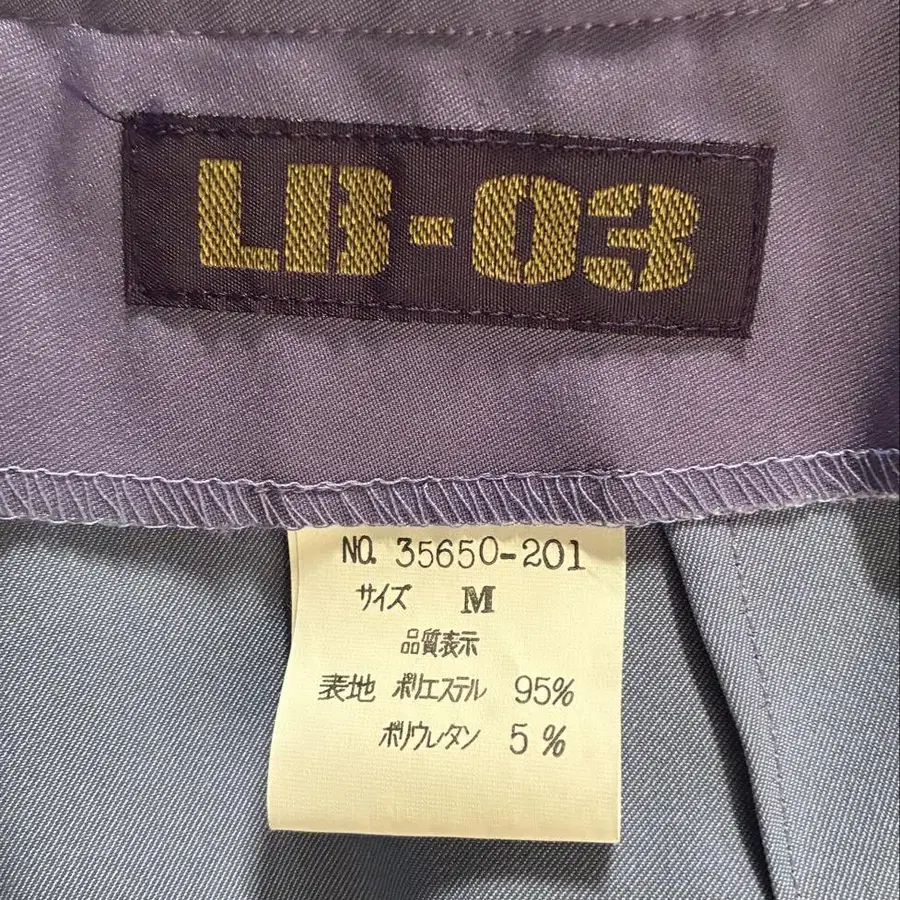 LB-03
NO. 35650-201
サイズ M
品質表示
表地 ポリエステル 95%
ポリウレタン 5%